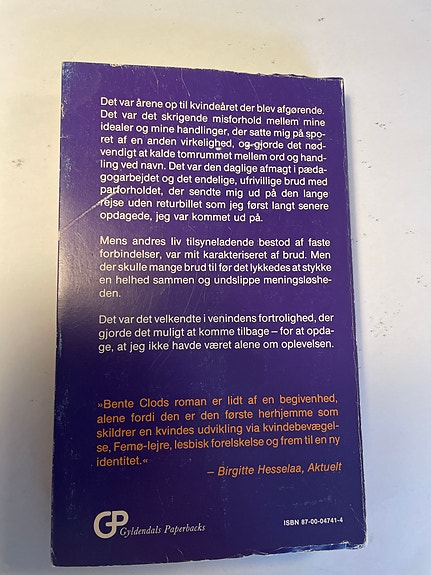 Det var årene op til kvindeåret der blev afgørende.
Det var det skrigende misforhold mellem mine
idealer og mine handlinger, der satte mig på spo-
ret af en anden virkelighed, og gjorde det nød-
vendigt at kalde tomrummet mellem ord og hand-
ling ved navn. Det var den daglige afmagt i pæda-
gogarbejdet og det endelige, ufrivillige brud med
parforholdet, der sendte mig ud på den lange
rejse uden returbillet som jeg først langt senere
opdagede, jeg var kommet ud på.
Mens andres liv tilsyneladende bestod af faste
forbindelser, var mit karakteriseret af brud. Men
der skulle mange brud til før det lykkedes at stykke
en helhed sammen og undslippe meningsløshe-
den.
Det var det velkendte i venindens fortrolighed, der
gjorde det muligt at komme tilbage – for at opda-
ge, at jeg ikke havde været alene om oplevelsen.
»Bente Clods roman er lidt af en begivenhed,
alene fordi den er den første herhjemme som
skildrer en kvindes udvikling via kvindebevægel-
se, Femø-lejre, lesbisk forelskelse og frem til en ny
identitet.«
– Birgitte Hesselaa, Aktuelt
GP Gyldendals Paperbacks
ISBN 87-00-04741-4